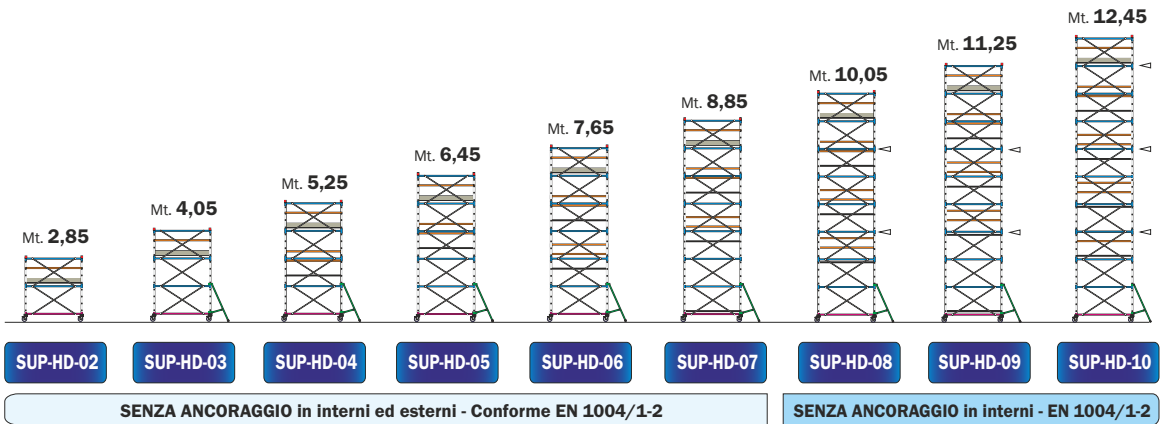 Mt. 2,85
Mt. 4,05
Mt. 5,25
Mt. 6,45
Mt. 7,65
Mt. 8,85
Mt. 10,05
Mt. 11,25
Mt. 12,45
SUP-HD-02
SUP-HD-03
SUP-HD-04
SUP-HD-05
SUP-HD-06
SUP-HD-07
SUP-HD-08
SUP-HD-09
SUP-HD-10
SENZA ANCORAGGIO in interni ed esterni - Conforme EN 1004/1-2
SENZA ANCORAGGIO in interni - EN 1004/1-2